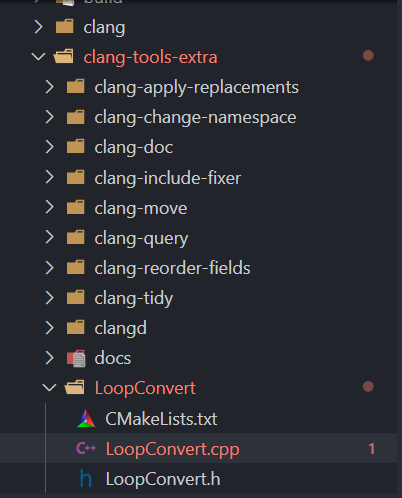 build
clang
clang-tools-extra
clang-apply-replacements
clang-change-namespace
clang-doc
clang-include-fixer
clang-move
clang-query
clang-reorder-fields
clang-tidy
clangd
docs
LoopConvert
CMakeLists.txt
C++ LoopConvert.cpp 1
h LoopConvert.h